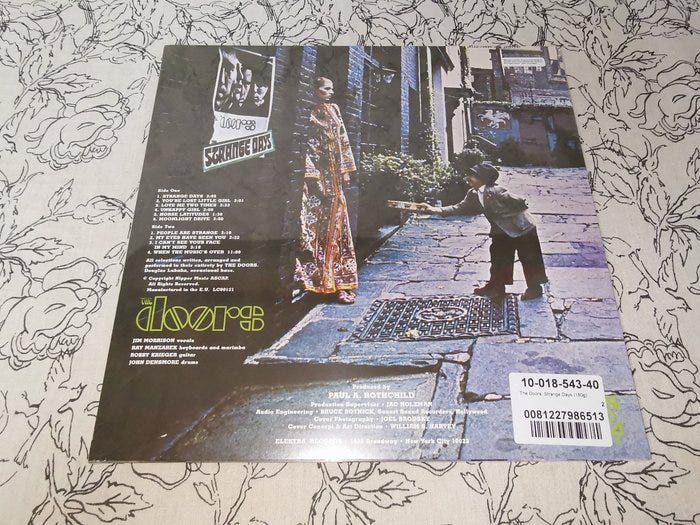 DOORS
STRANGE DAYS
Side One
1. STRANGE DAYS 3:05
2. YOU'RE LOST LITTLE GIRL 3:01
3. LOVE ME TWO TIMES 3:23
4. UNHAPPY GIRL 2:00
5. HORSE LATITUDES 1:30
6. MOONLIGHT DRIVE 3:00
Side Two
1. PEOPLE ARE STRANGE 2:10
2. MY EYES HAVE SEEN YOU 2:22
3. I CAN'T SEE YOUR FACE
IN MY MIND 3:18
4. WHEN THE MUSIC'S OVER 11:00
All selections written, arranged and
performed in their entirety by THE DOORS.
Douglas Lubahn, occasional bass.
© Copyright Nipper Music ASCAP.
All Rights Reserved.
Manufactured in the E.U. LC00121
THE
DOORS
JIM MORRISON vocals
RAY MANZAREK keyboards and marimba
ROBBY KRIEGER guitar
JOHN DENSMORE drums
Produced by
PAUL A. ROTHCHILD
Production Supervisor • JAC HOLZMAN
Audio Engineering • BRUCE BOTNICK, Sunset Sound Recorders, Hollywood
Cover Photography • JOEL BRODSKY
Cover Concept & Art Direction • WILLIAM S. HARVEY
ELEKTRA RECORDS • 1855 Broadway • New York City 10023
10-018-543-40
The Doors: Strange Days (180g)
2
0081227986513